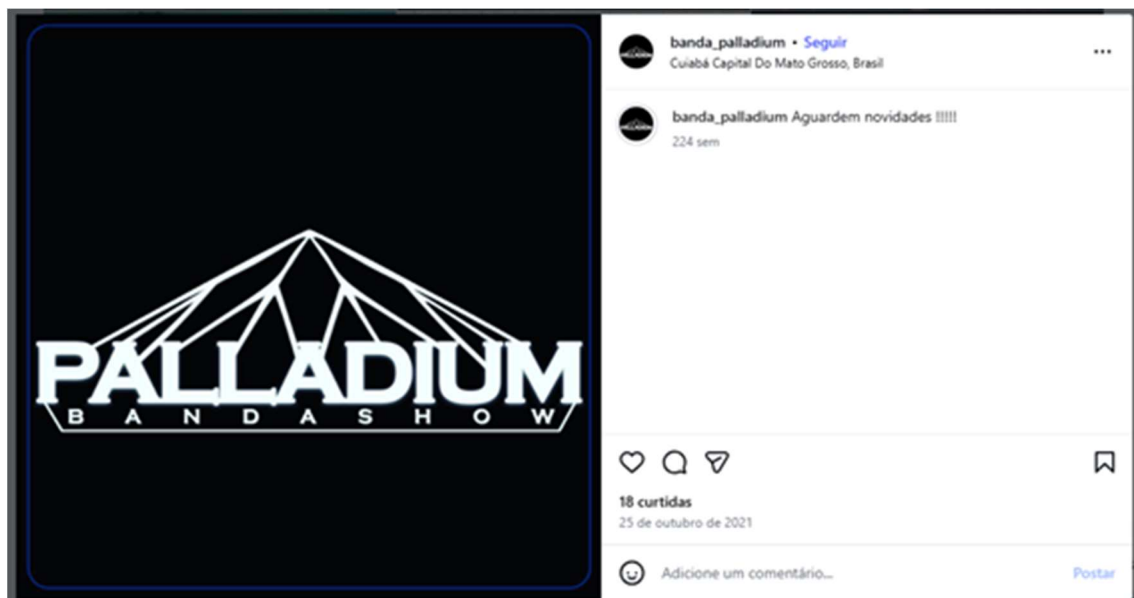 PALLADIUM
BANDASHOW
banda_palladium • Seguir
Cuiabá Capital Do Mato Grosso, Brasil
banda_palladium Aguardem novidades !!!!!
224 sem
18 curtidas
25 de outubro de 2021
Adicione um comentário... Postar